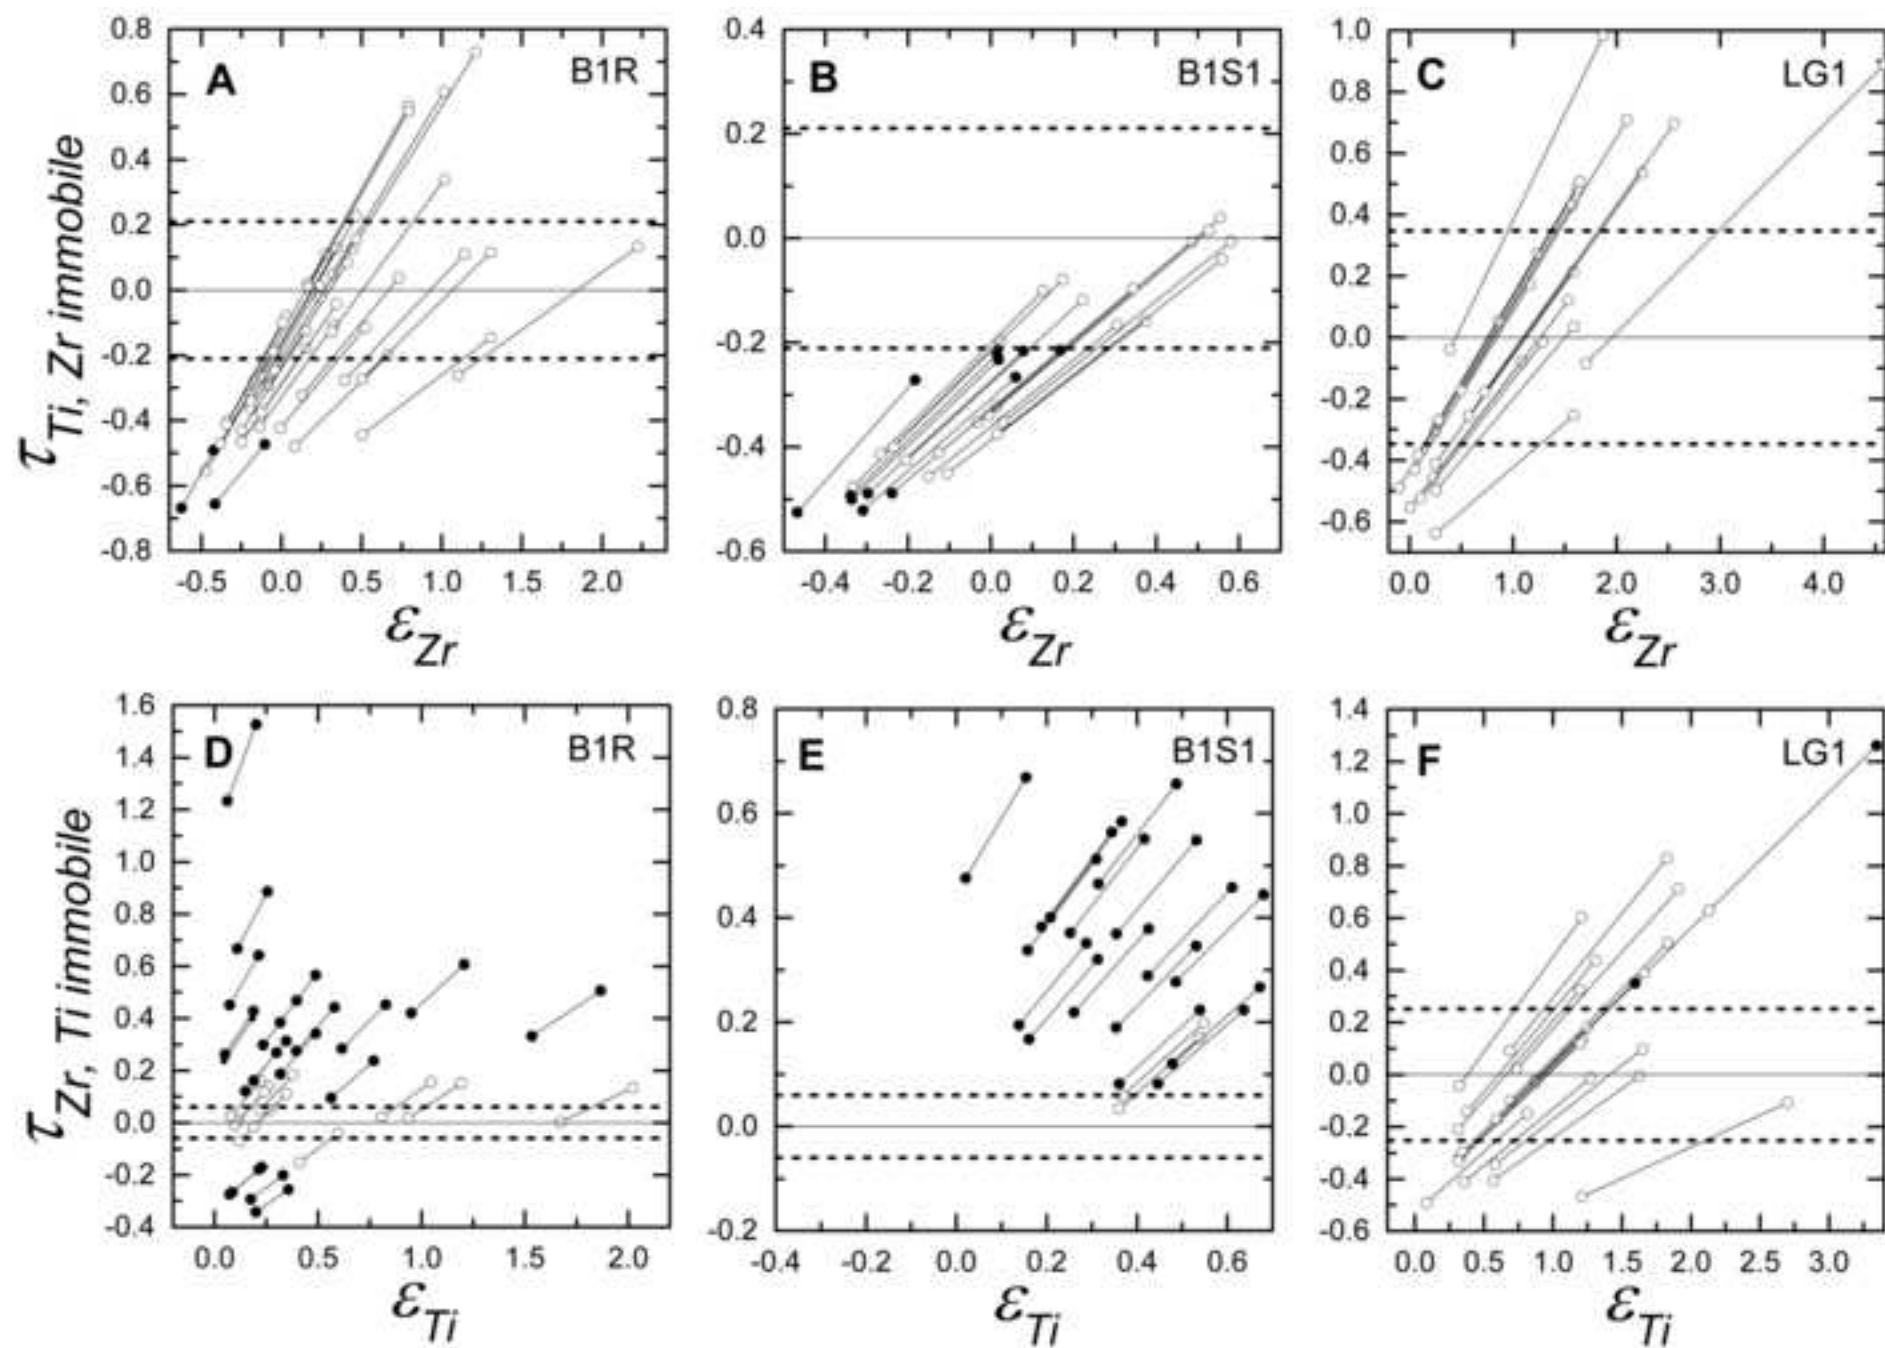 A B1R
B B1S1
C LG1
τ Ti, Zr immobile
0.8 0.6 0.4 0.2 0.0 -0.2 -0.4 -0.6 -0.8
-0.5 0.0 0.5 1.0 1.5 2.0
ε Zr
0.4 0.2 0.0 -0.2 -0.4 -0.6
-0.4 -0.2 0.0 0.2 0.4 0.6
ε Zr
1.0 0.8 0.6 0.4 0.2 0.0 -0.2 -0.4 -0.6
0.0 1.0 2.0 3.0 4.0
ε Zr
D B1R
E B1S1
F LG1
τ Zr, Ti immobile
1.6 1.4 1.2 1.0 0.8 0.6 0.4 0.2 0.0 -0.2 -0.4
0.0 0.5 1.0 1.5 2.0
ε Ti
0.8 0.6 0.4 0.2 0.0 -0.2
-0.4 -0.2 0.0 0.2 0.4 0.6
ε Ti
1.4 1.2 1.0 0.8 0.6 0.4 0.2 0.0 -0.2 -0.4 -0.6
0.0 0.5 1.0 1.5 2.0 2.5 3.0
ε Ti